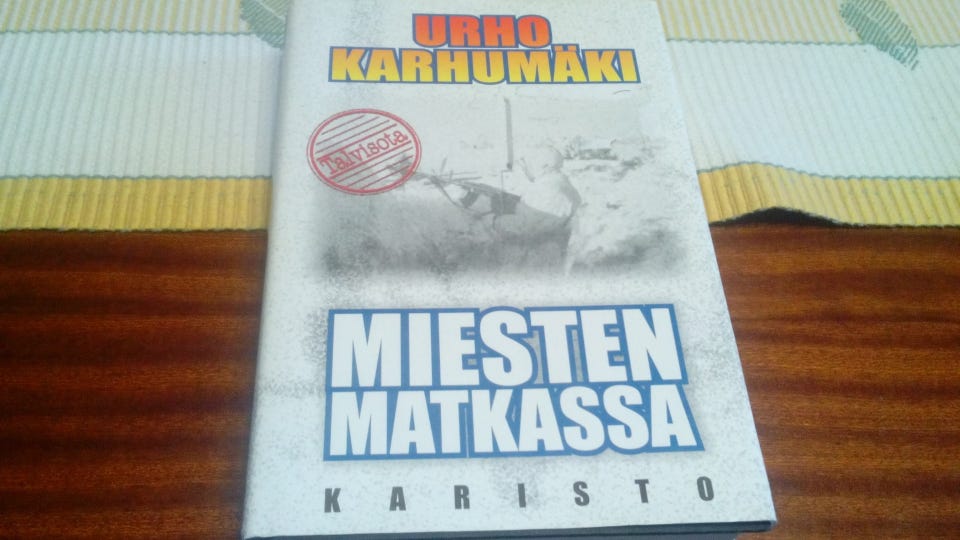 URHO
KARHUMÄKI
Talvisota
MIESTEN
MATKASSA
KARISTO